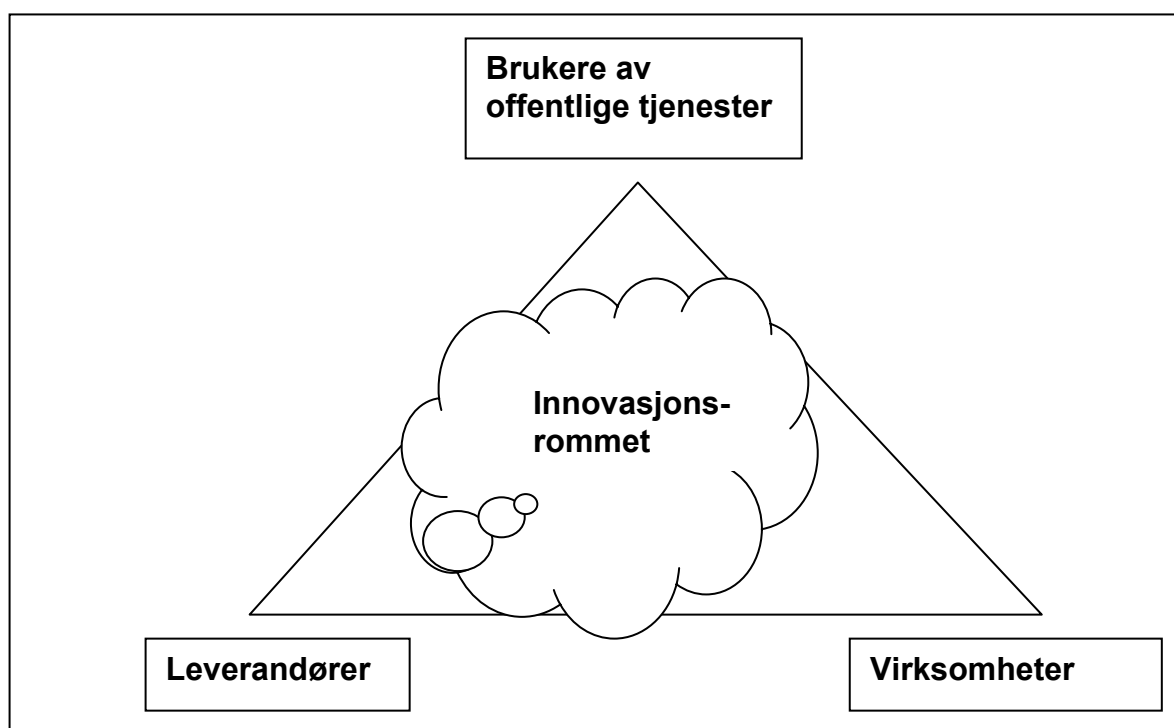 Brukere av
offentlige tjenester
Innovasjons-
rommet
Leverandører
Virksomheter